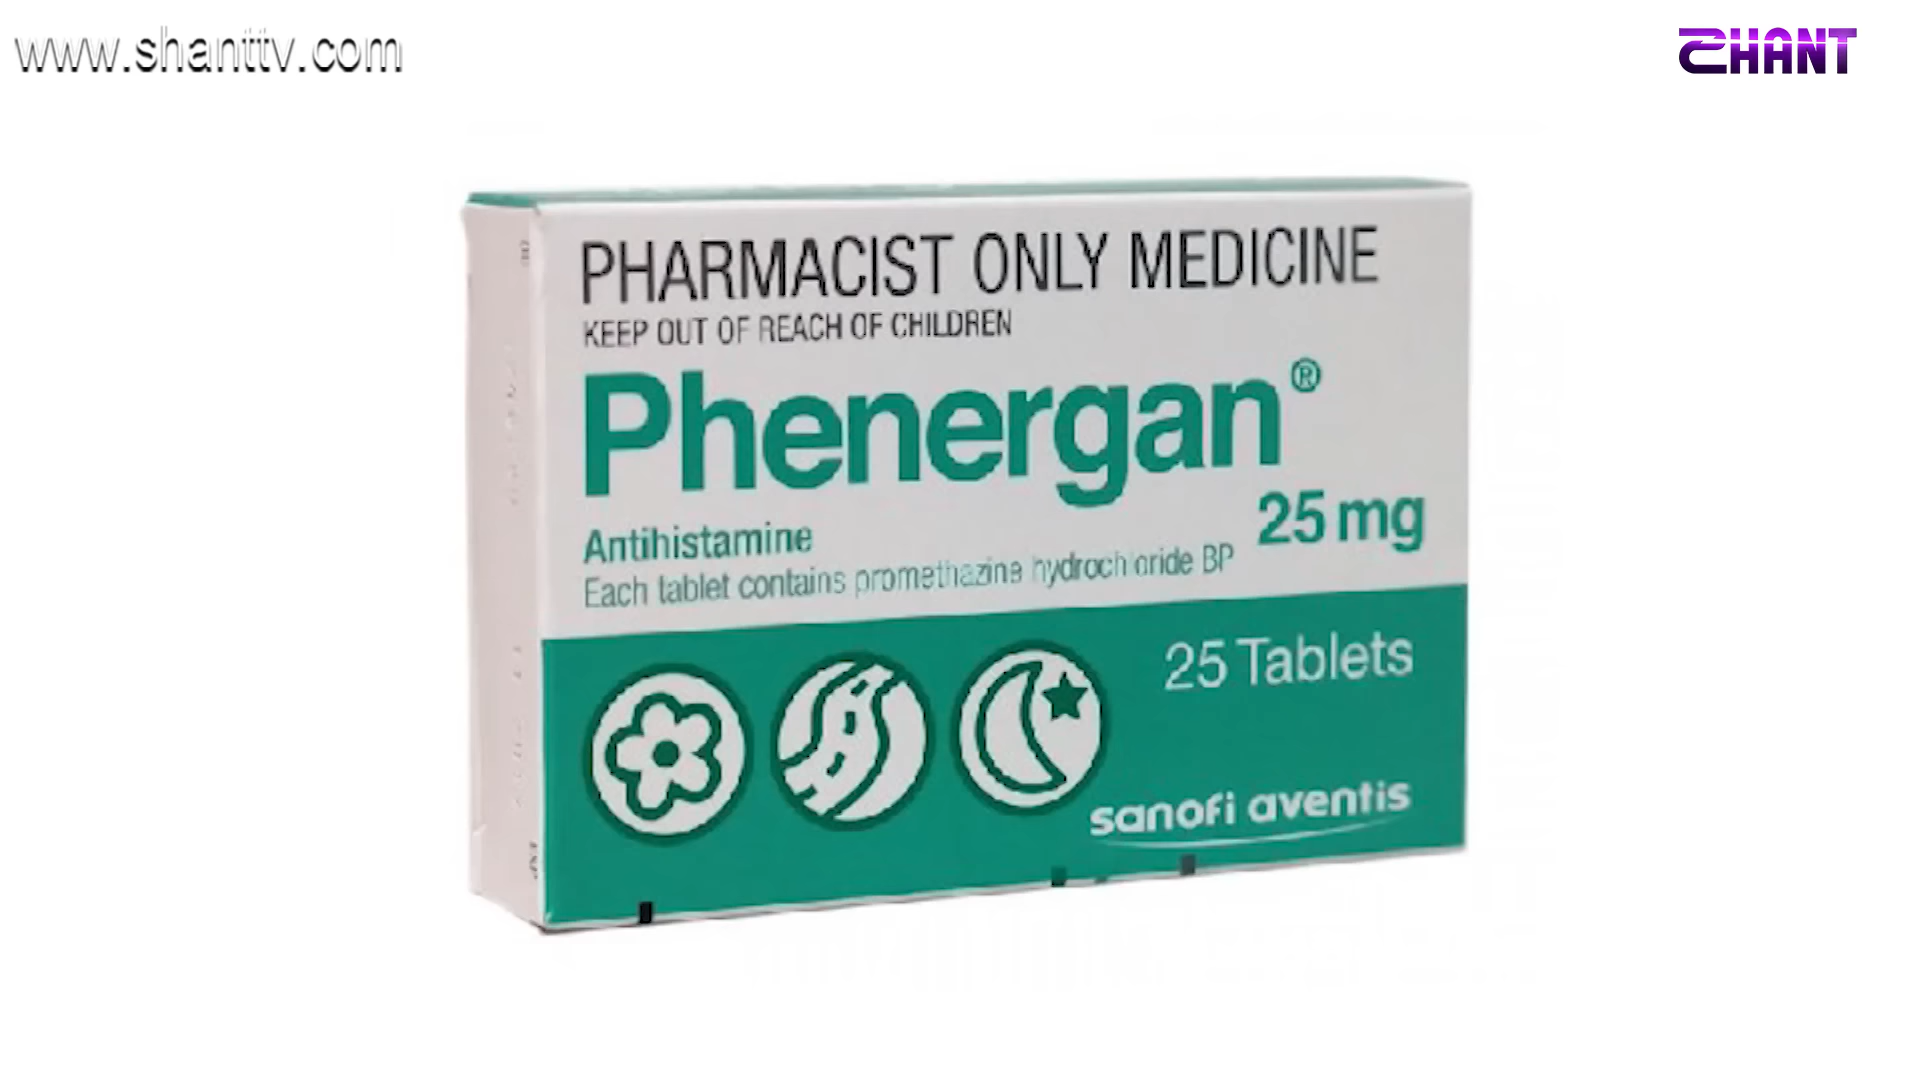 www.shanttv.com
SHANT
PHARMACIST ONLY MEDICINE
KEEP OUT OF REACH OF CHILDREN
Phenergan®
25 mg
Antihistamine
Each tablet contains promethazine hydrochloride BP
25 Tablets
sanofi aventis